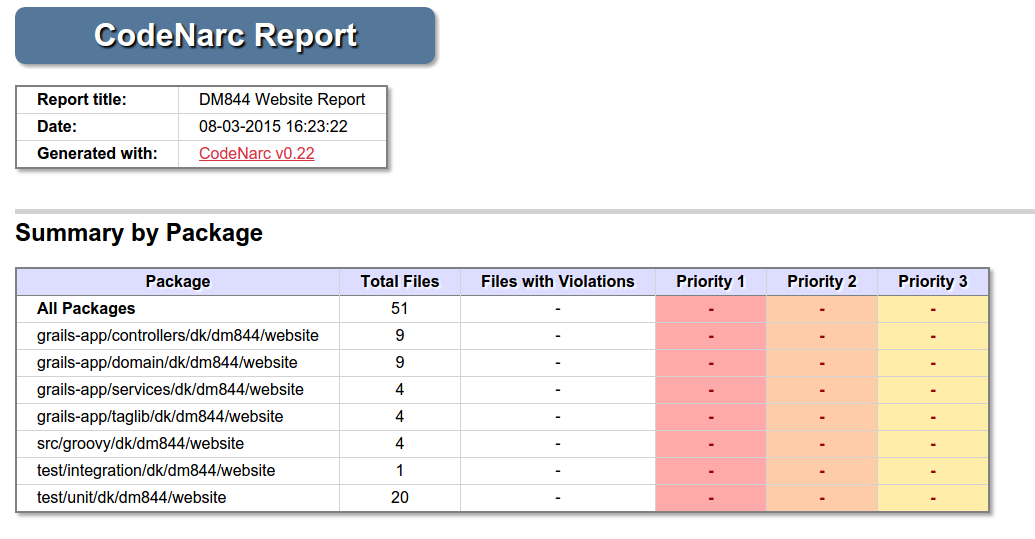 CodeNarc Report
Report title: DM844 Website Report
Date: 08-03-2015 16:23:22
Generated with: CodeNarc v0.22
Summary by Package
Package Total Files Files with Violations Priority 1 Priority 2 Priority 3
All Packages 51 - - - -
grails-app/controllers/dk/dm844/website 9 - - - -
grails-app/domain/dk/dm844/website 9 - - - -
grails-app/services/dk/dm844/website 4 - - - -
grails-app/taglib/dk/dm844/website 4 - - - -
src/groovy/dk/dm844/website 4 - - - -
test/integration/dk/dm844/website 1 - - - -
test/unit/dk/dm844/website 20 - - - -